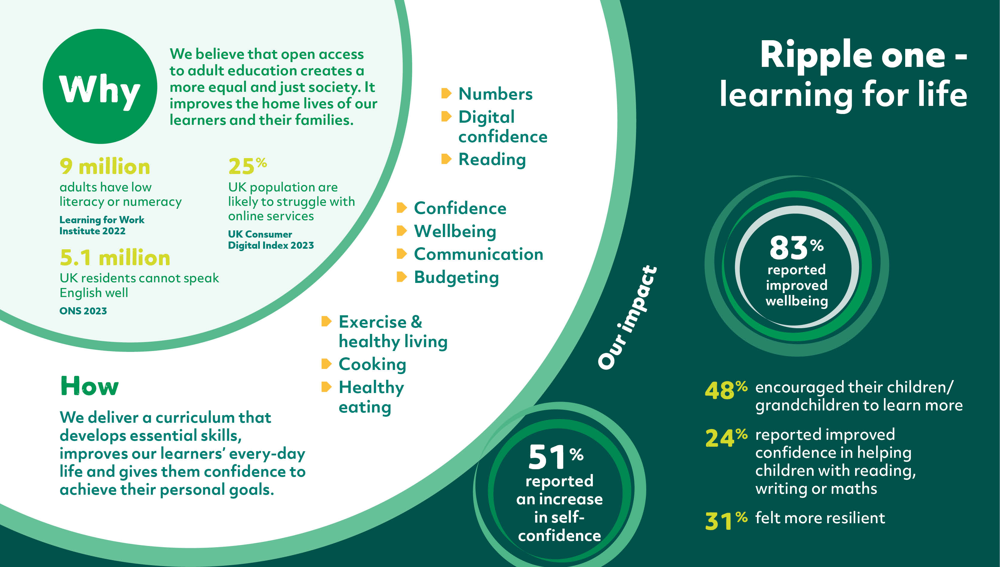 Ripple one -
learning for life
Why
We believe that open access
to adult education creates a
more equal and just society. It
improves the home lives of our
learners and their families.
9 million
adults have low
literacy or numeracy
Learning for Work
Institute 2022
5.1 million
UK residents cannot speak
English well
ONS 2023
25%
UK population are
likely to struggle with
online services
UK Consumer
Digital Index 2023
How
We deliver a curriculum that
develops essential skills,
improves our learners’ every-day
life and gives them confidence to
achieve their personal goals.
Numbers
Digital
confidence
Reading
Confidence
Wellbeing
Communication
Budgeting
Exercise &
healthy living
Cooking
Healthy
eating
Our impact
51%
reported
an increase
in self-
confidence
83%
reported
improved
wellbeing
48% encouraged their children/
grandchildren to learn more
24% reported improved
confidence in helping
children with reading,
writing or maths
31% felt more resilient